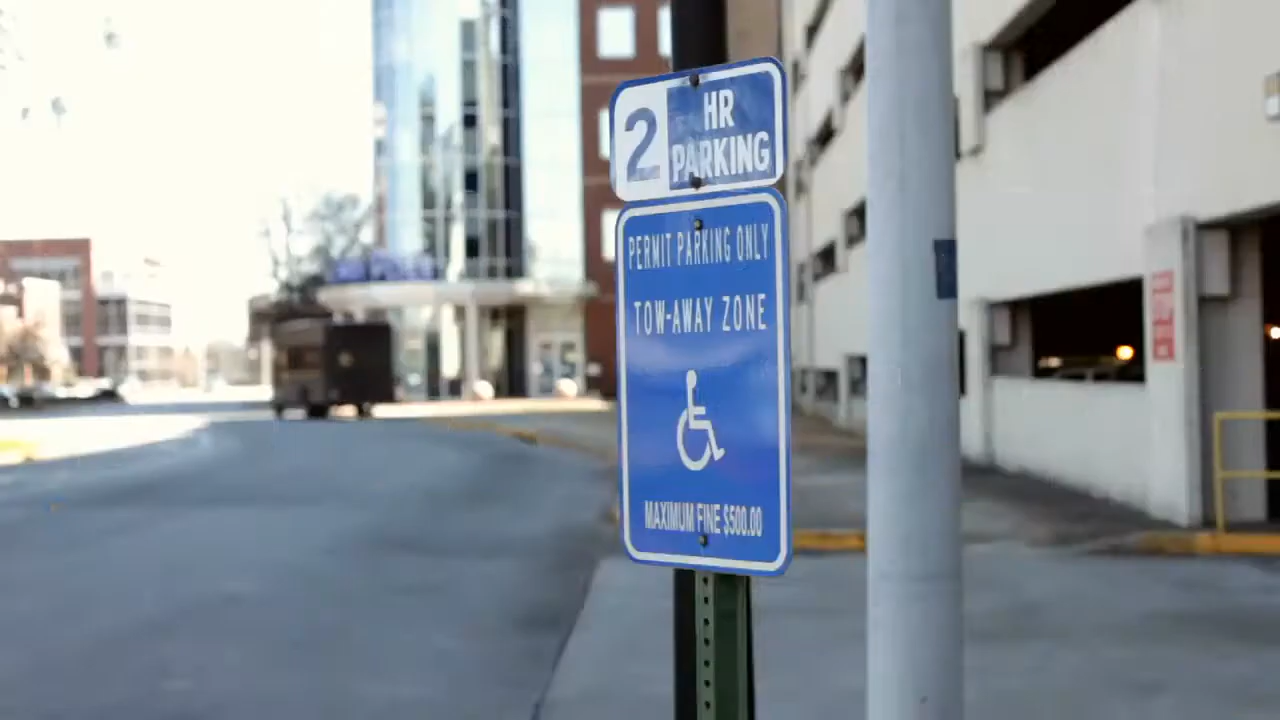 2 HR
PARKING
PERMIT PARKING ONLY
TOW-AWAY ZONE
MAXIMUM FINE $500.00